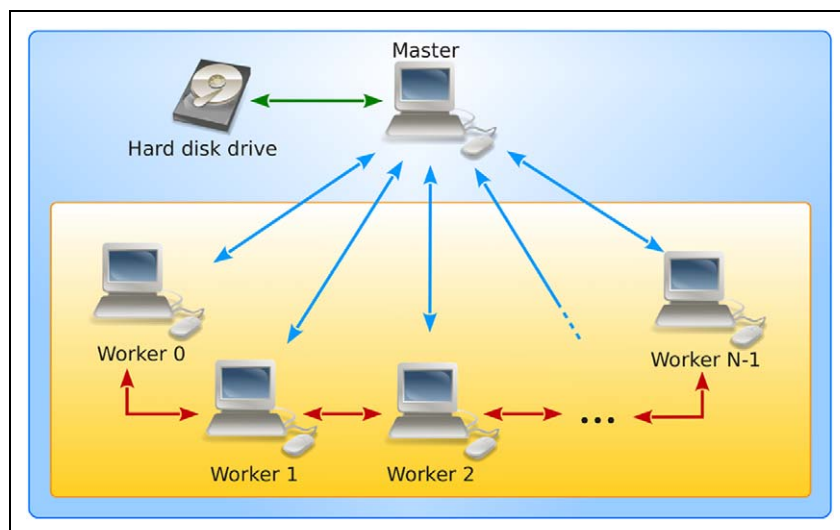 Master
Hard disk drive
Worker 0
Worker N-1
...
Worker 1
Worker 2